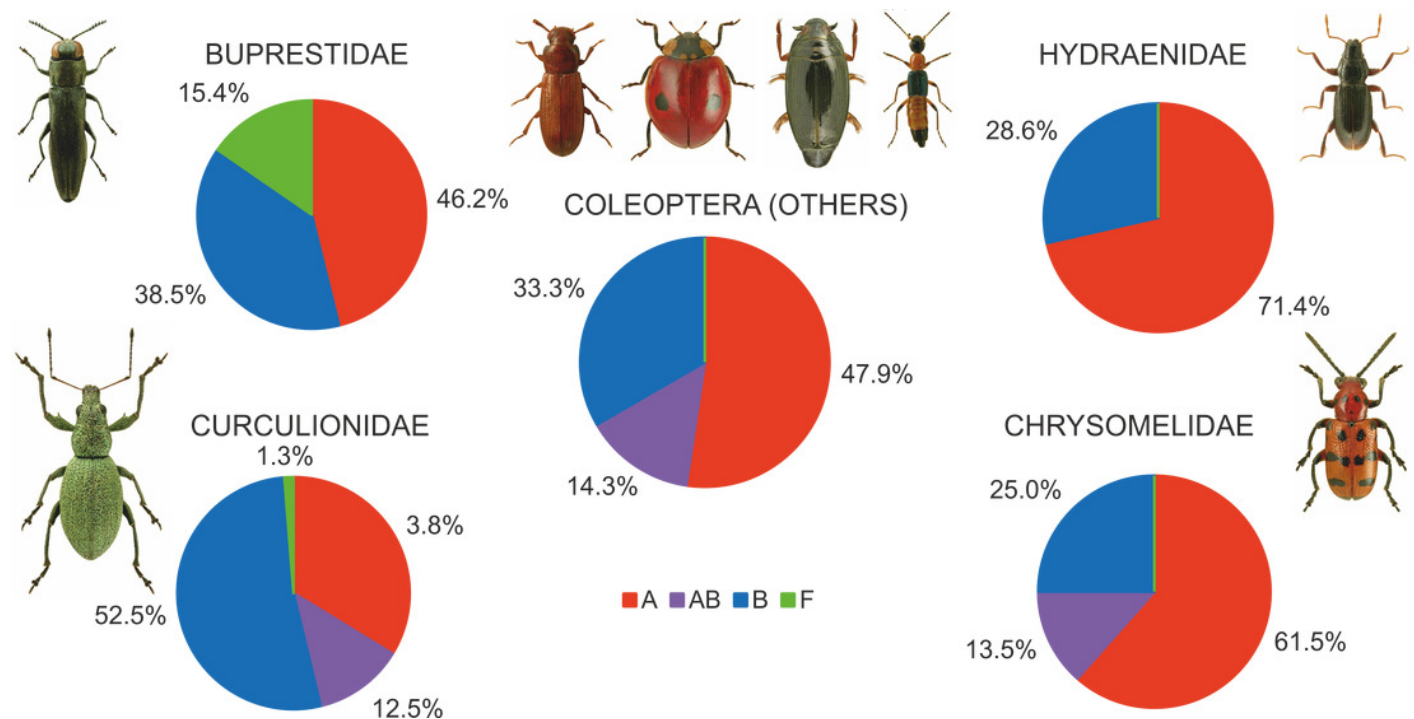 BUPRESTIDAE
15.4%
46.2%
38.5%
COLEOPTERA (OTHERS)
33.3%
47.9%
14.3%
HYDRAENIDAE
28.6%
71.4%
CURCULIONIDAE
1.3%
3.8%
52.5%
12.5%
A AB B F
CHRYSOMELIDAE
25.0%
13.5%
61.5%